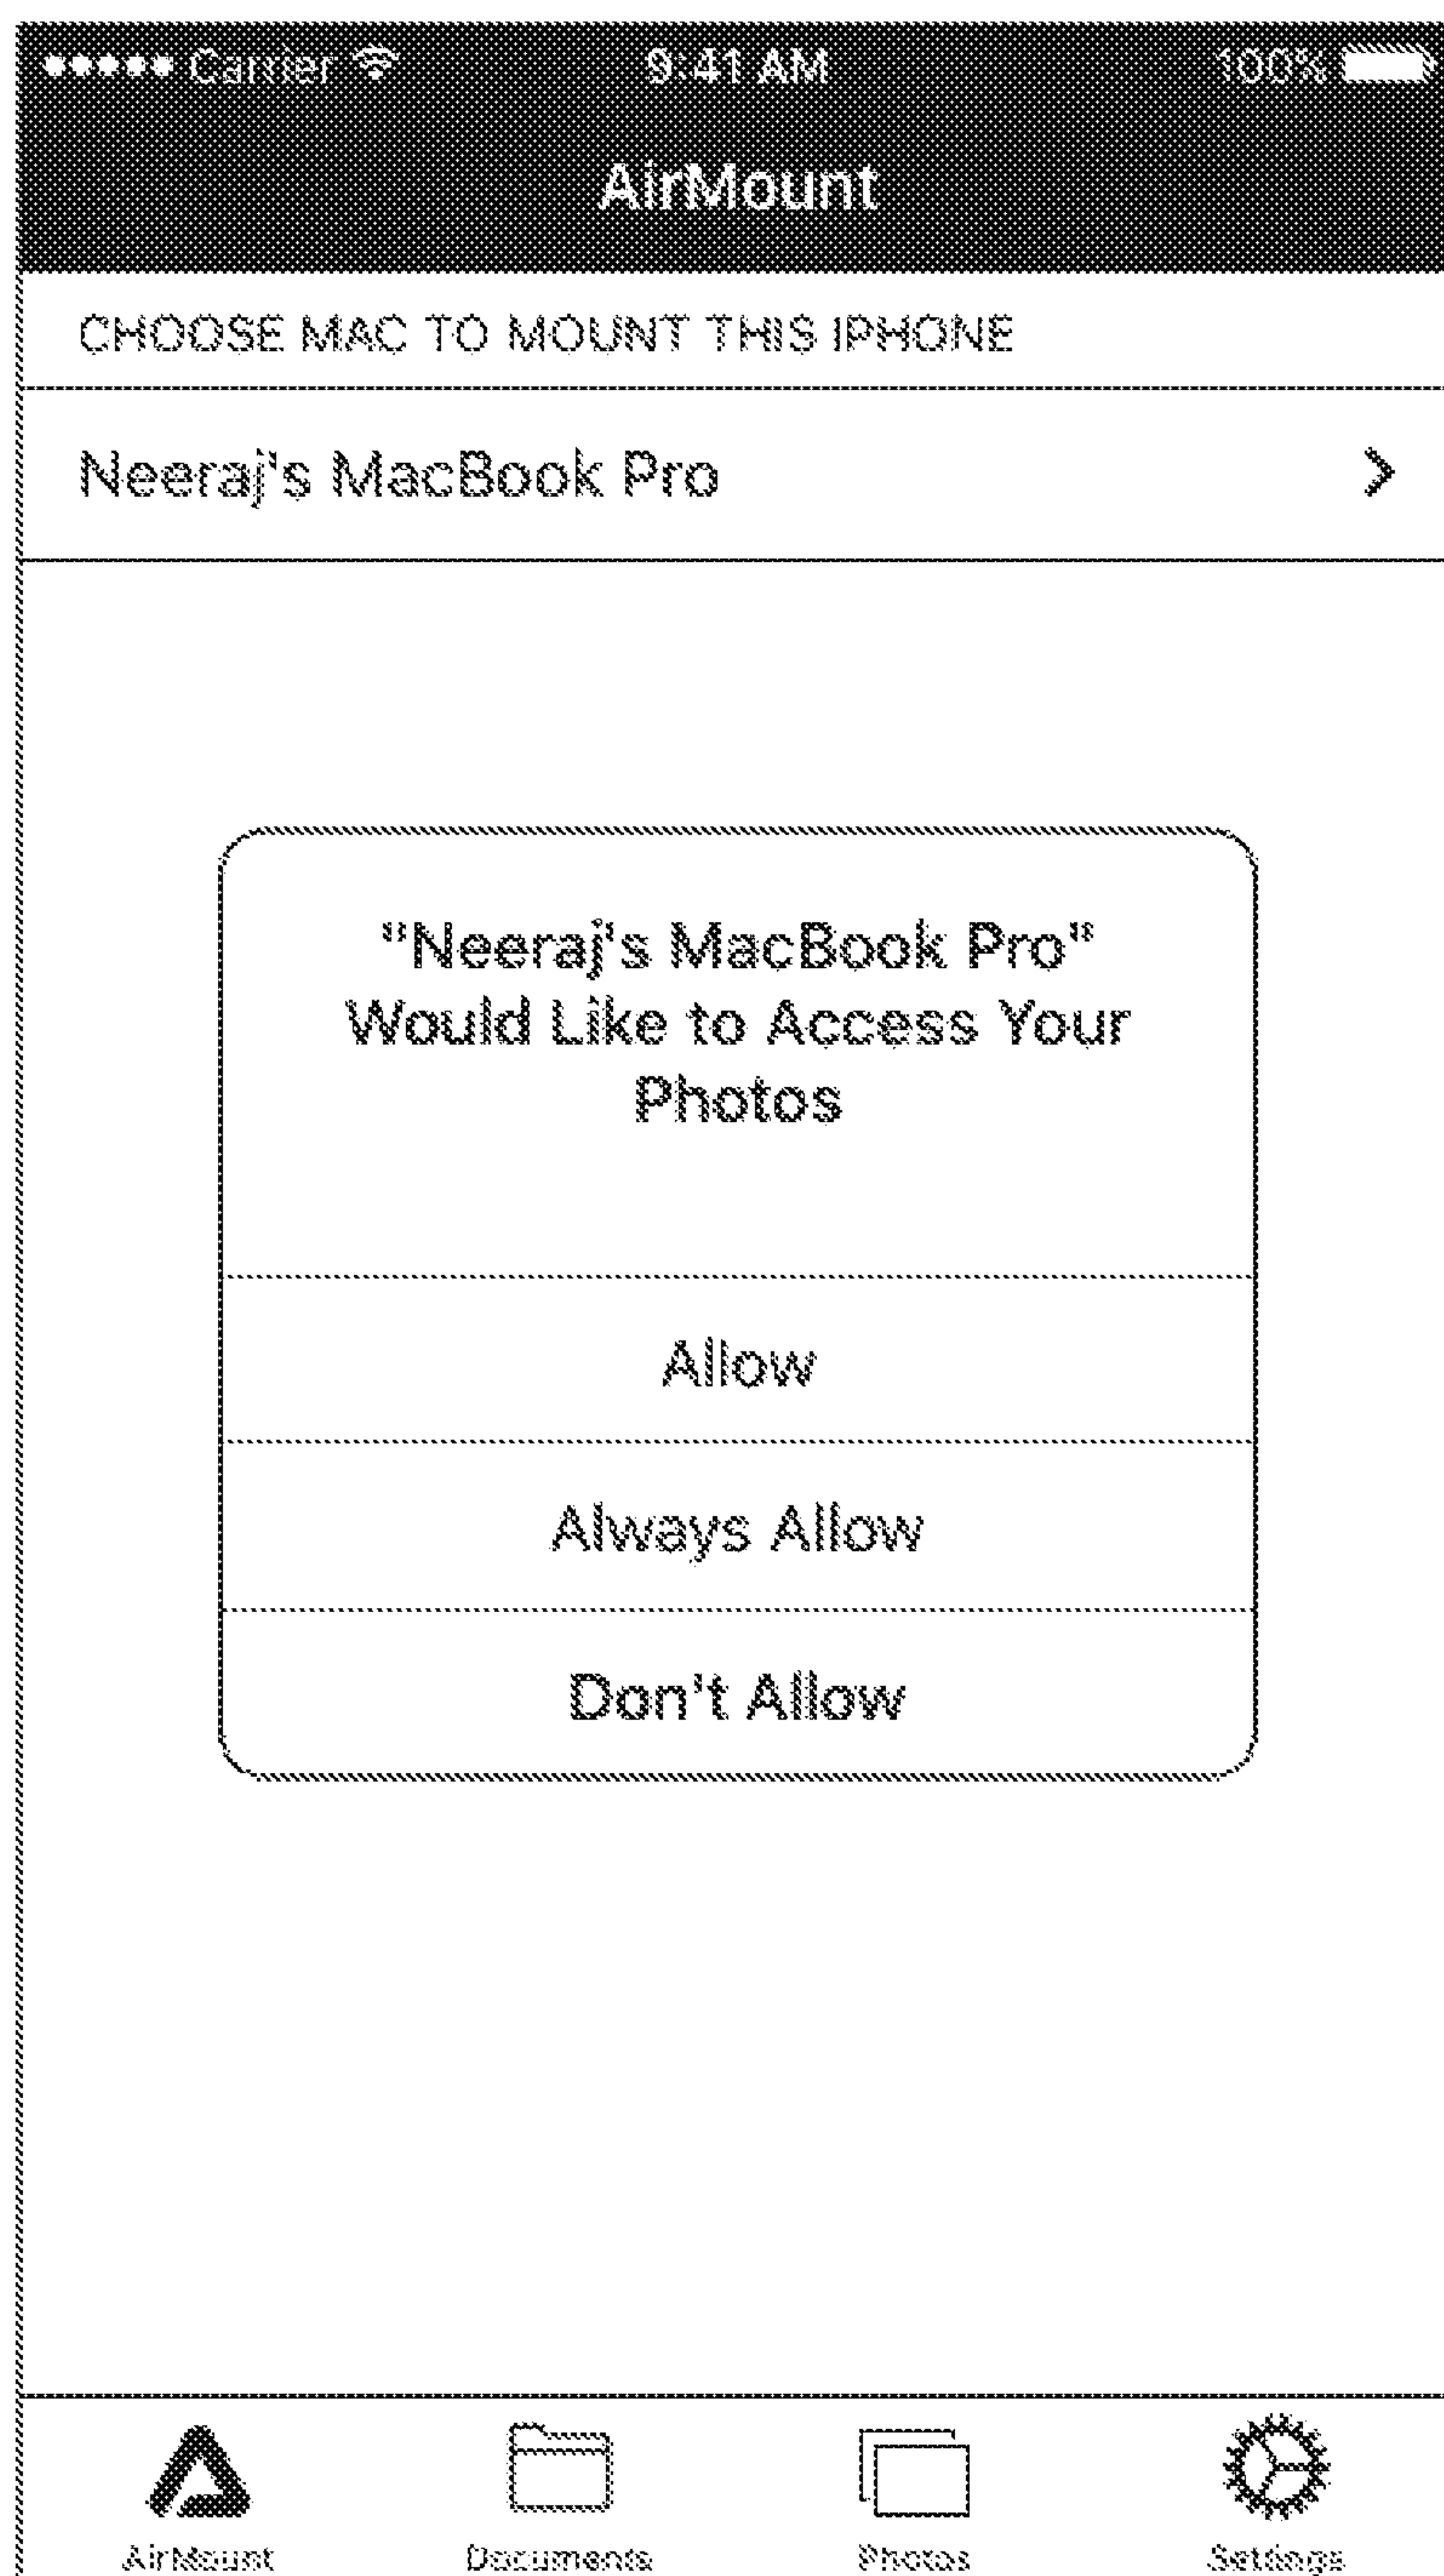 Carrier 9:41 AM 100%
AirMount
CHOOSE MAC TO MOUNT THIS IPHONE
Neeraj's MacBook Pro
"Neeraj's MacBook Pro"
Would Like to Access Your
Photos
Allow
Always Allow
Don't Allow
AirMount Documents Photos Settings